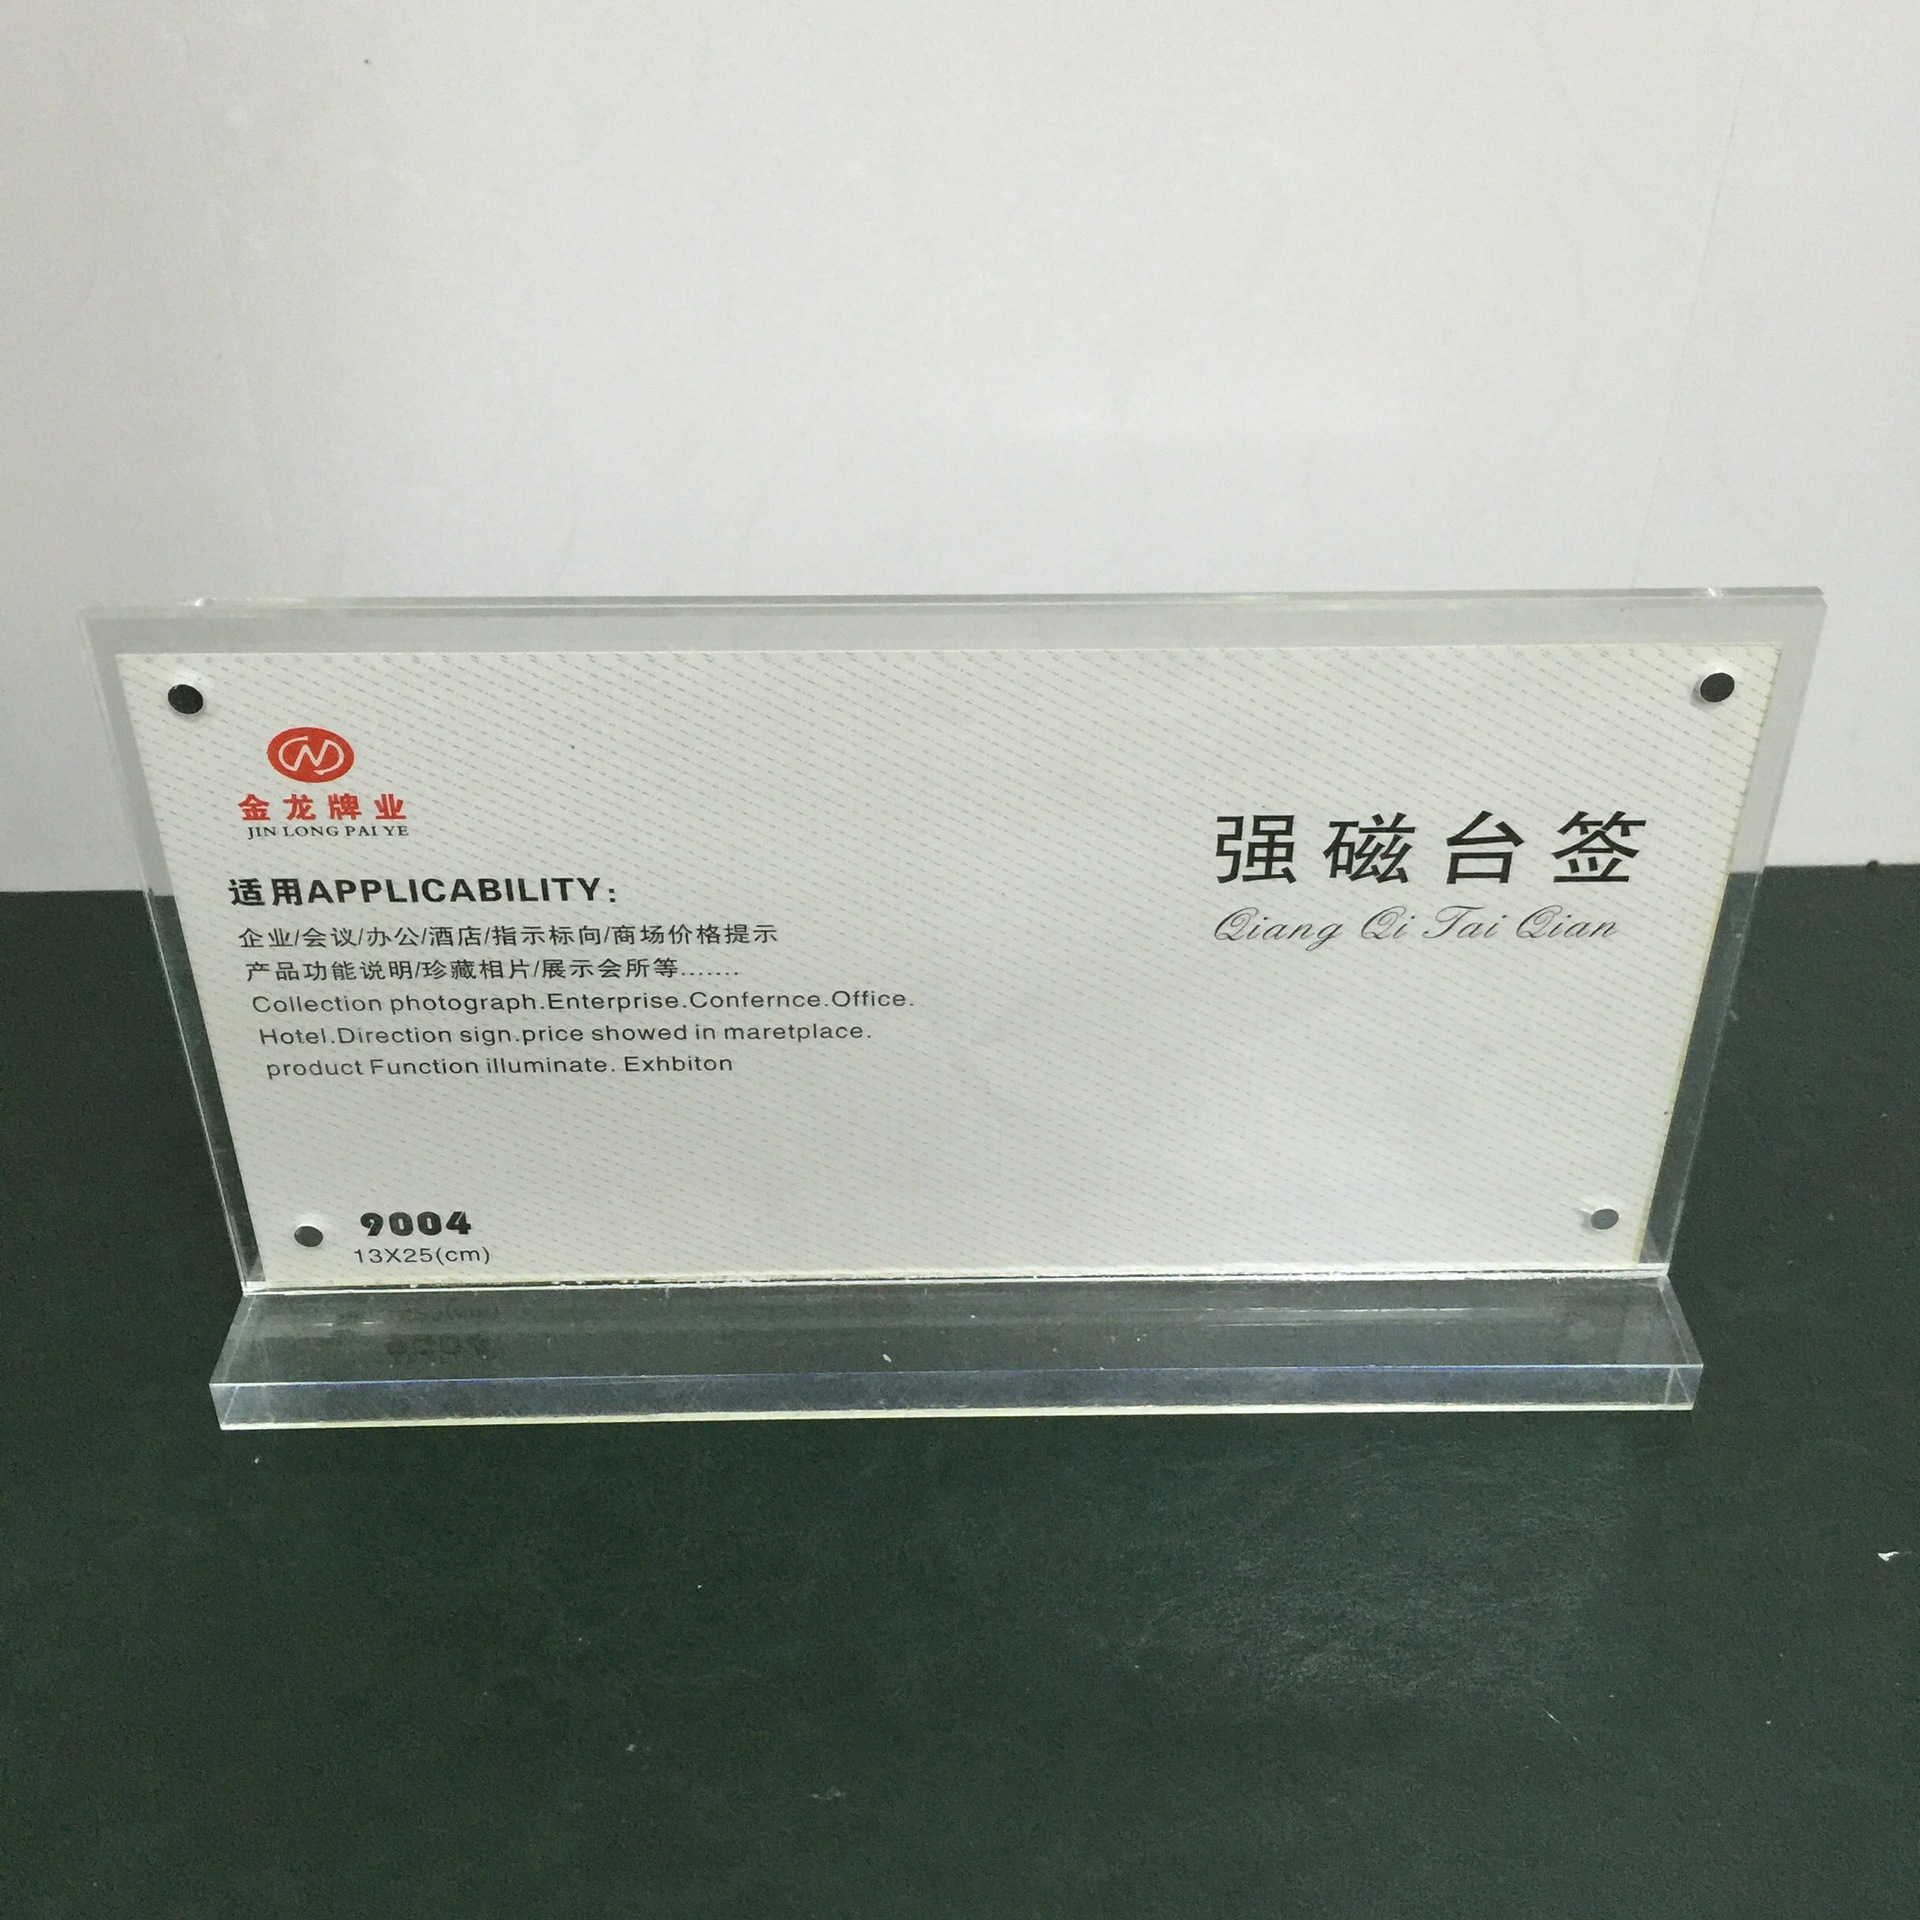 金龙牌业
JIN LONG PAI YE
适用APPLICABILITY:
企业/会议/办公/酒店/指示标向/商场价格提示
产品功能说明/珍藏相片/展示会所等.......
Collection photograph.Enterprise.Confernce.Office.
Hotel.Direction sign.price showed in maretplace.
product Function illuminate. Exhbiton
9004
13X25(cm)
强磁台签
Qiang Qi Tai Qian